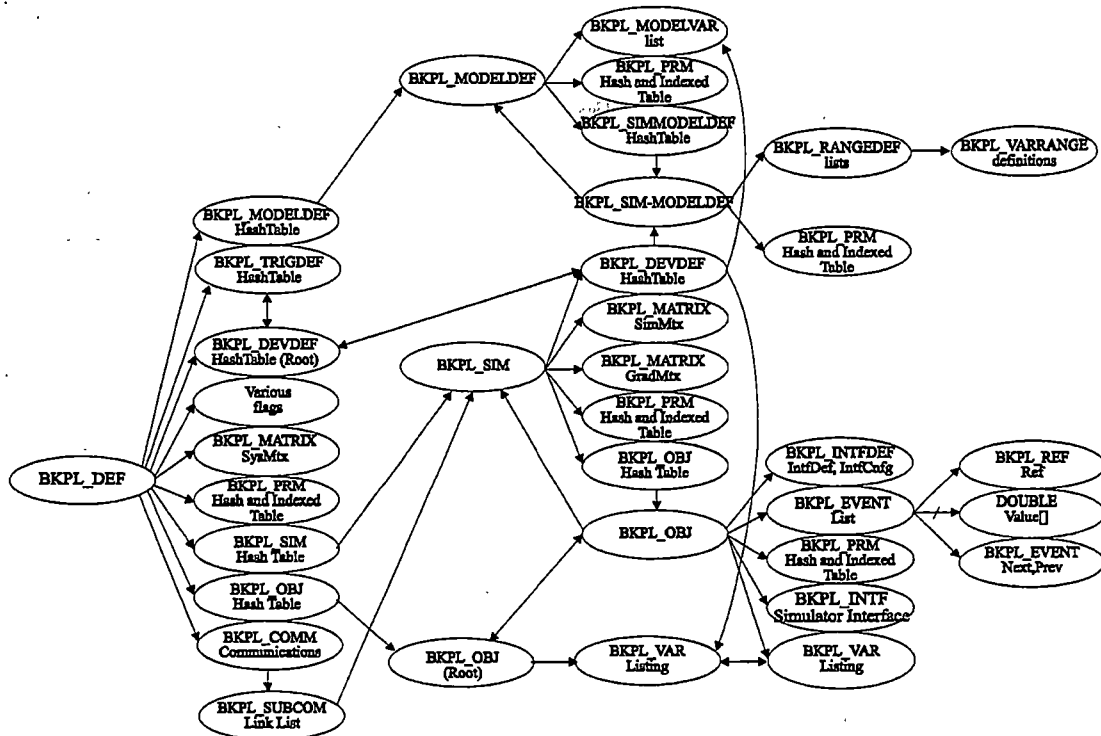 BKPL_MODELVAR
list
BKPL_MODELDEF
BKPL_PRM
Hash and Indexed
Table
BKPL_SIMMODELDEF
HashTable
BKPL_RANGEDEF
lists
BKPL_VARRANGE
definitions
BKPL_SIM-MODELDEF
BKPL_MODELDEF
HashTable
BKPL_PRM
Hash and Indexed
Table
BKPL_TRIGDEF
HashTable
BKPL_DEVDEF
HashTable
BKPL_MATRIX
SimMtx
BKPL_DEVDEF
HashTable (Root)
BKPL_SIM
BKPL_MATRIX
GradMtx
Various
flags
BKPL_PRM
Hash and Indexed
Table
BKPL_MATRIX
SysMtx
BKPL_OBJ
Hash Table
BKPL_INTFDEF
IntfDef, IntfCnfg
BKPL_REF
Ref
BKPL_DEF
BKPL_PRM
Hash and Indexed
Table
BKPL_EVENT
List
DOUBLE
Value[]
BKPL_SIM
Hash Table
BKPL_OBJ
BKPL_PRM
Hash and Indexed
Table
BKPL_EVENT
Next,Prev
BKPL_OBJ
Hash Table
BKPL_INTF
Simulator Interface
BKPL_COMM
Communications
BKPL_OBJ
(Root)
BKPL_VAR
Listing
BKPL_VAR
Listing
BKPL_SUBCOM
Link List